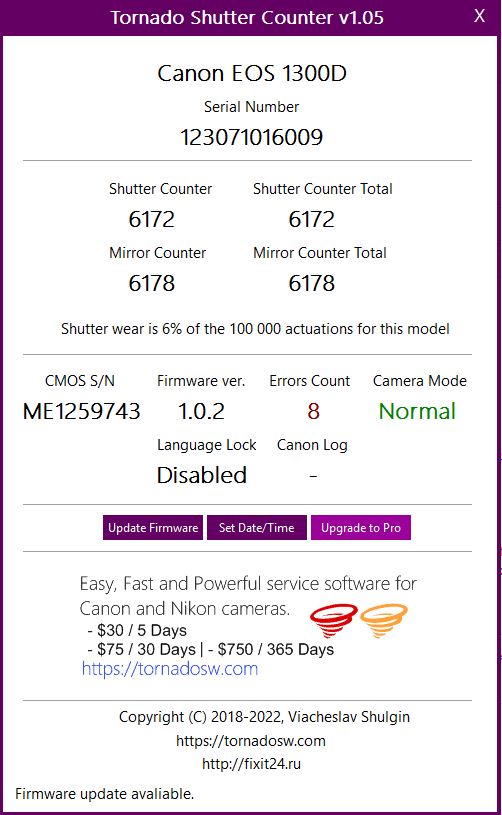 Tornado Shutter Counter v1.05 X
Canon EOS 1300D
Serial Number
123071016009
Shutter Counter Shutter Counter Total
6172 6172
Mirror Counter Mirror Counter Total
6178 6178
Shutter wear is 6% of the 100 000 actuations for this model
CMOS S/N Firmware ver. Errors Count Camera Mode
ME1259743 1.0.2 8 Normal
Language Lock Canon Log
Disabled -
Update Firmware Set Date/Time Upgrade to Pro
Easy, Fast and Powerful service software for
Canon and Nikon cameras.
- $30 / 5 Days
- $75 / 30 Days | - $750 / 365 Days
https://tornadosw.com
Copyright (C) 2018-2022, Viacheslav Shulgin
https://tornadosw.com
http://fixit24.ru
Firmware update avaliable.